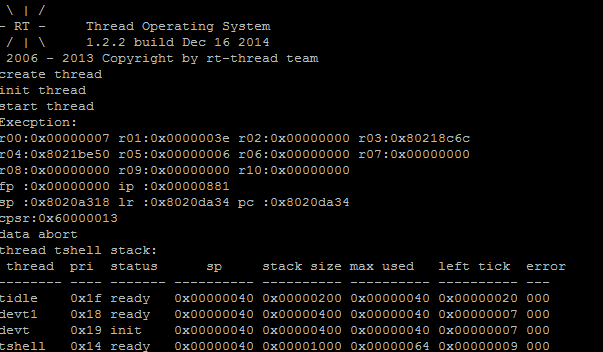 \ | /
- RT -     Thread Operating System
/ | \     1.2.2 build Dec 16 2014
2006 - 2013 Copyright by rt-thread team
create thread
init thread
start thread
Execption:
r00:0x00000007 r01:0x0000003e r02:0x00000000 r03:0x80218c6c
r04:0x8021be50 r05:0x00000006 r06:0x00000000 r07:0x00000000
r08:0x00000000 r09:0x00000000 r10:0x00000000
fp :0x00000000 ip :0x00000881
sp :0x8020a318 lr :0x8020da34 pc :0x8020da34
cpsr:0x60000013
data abort
thread tshell stack:
thread  pri  status      sp     stack size max used   left tick  error
-------- ---- ------- ---------- ---------- ---------- ---------- ---
tidle    0x1f ready   0x00000040 0x00000200 0x00000040 0x00000020 000
devt1    0x18 ready   0x00000040 0x00000400 0x00000040 0x00000007 000
devt     0x19 init    0x00000040 0x00000400 0x00000040 0x00000007 000
tshell   0x14 ready   0x00000040 0x00001000 0x00000064 0x00000009 000